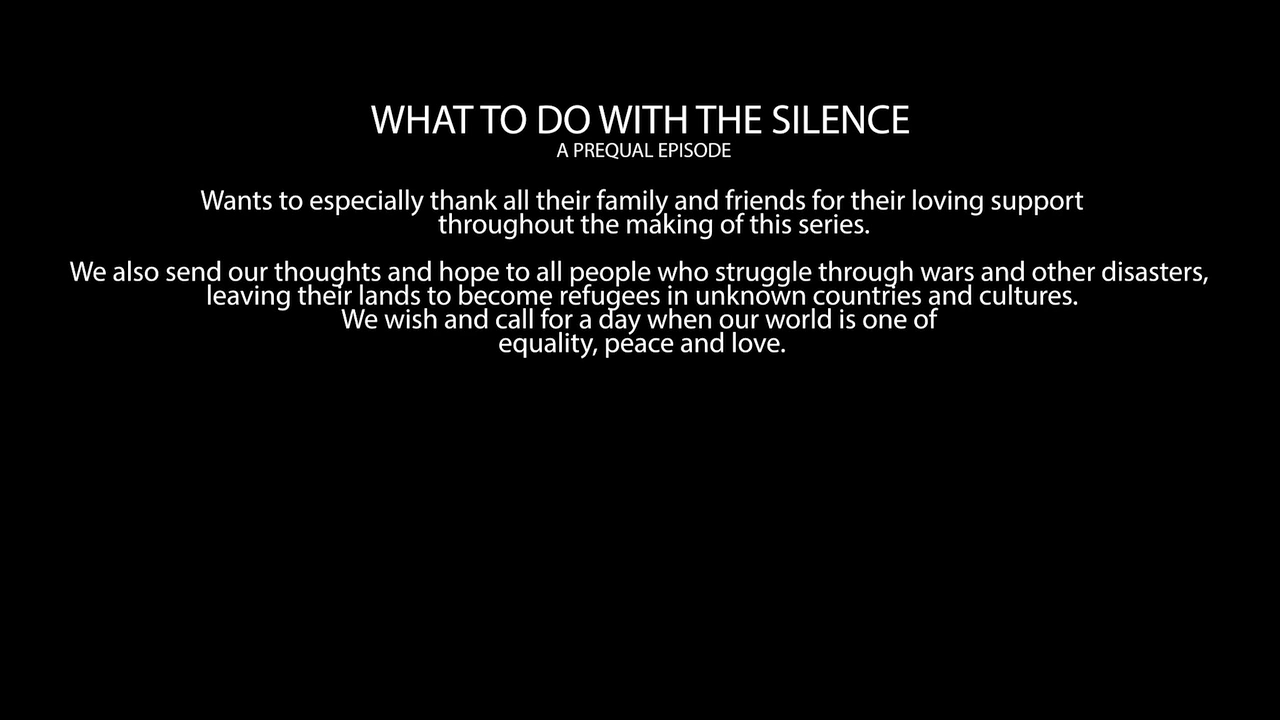 WHAT TO DO WITH THE SILENCE
A PREQUAL EPISODE
Wants to especially thank all their family and friends for their loving support
throughout the making of this series.
We also send our thoughts and hope to all people who struggle through wars and other disasters,
leaving their lands to become refugees in unknown countries and cultures.
We wish and call for a day when our world is one of
equality, peace and love.